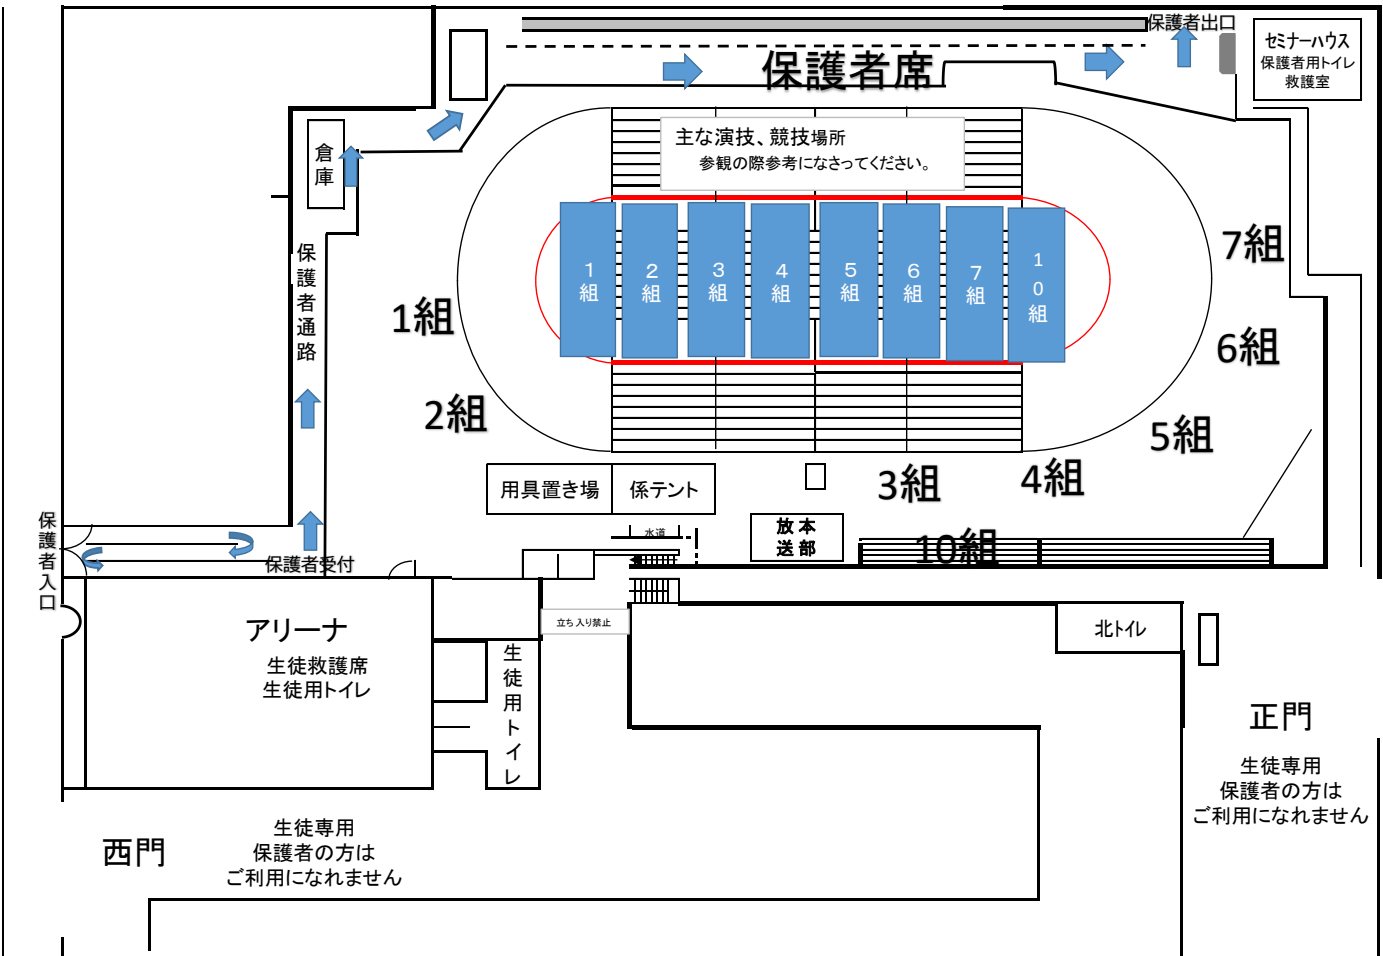 保護者出口
セミナーハウス
保護者用トイレ
救護室
保護者席
主な演技、競技場所
参観の際参考になさってください。
倉庫
保護者通路
1組
2組
3組
4組
5組
6組
7組
10組
1組
2組
7組
6組
5組
4組
3組
10組
用具置き場
係テント
水道
放本
送部
保護者入口
保護者受付
立ち入り禁止
アリーナ
生徒救護席
生徒用トイレ
生徒用トイレ
北トイレ
正門
生徒専用
保護者の方は
ご利用になれません
西門
生徒専用
保護者の方は
ご利用になれません